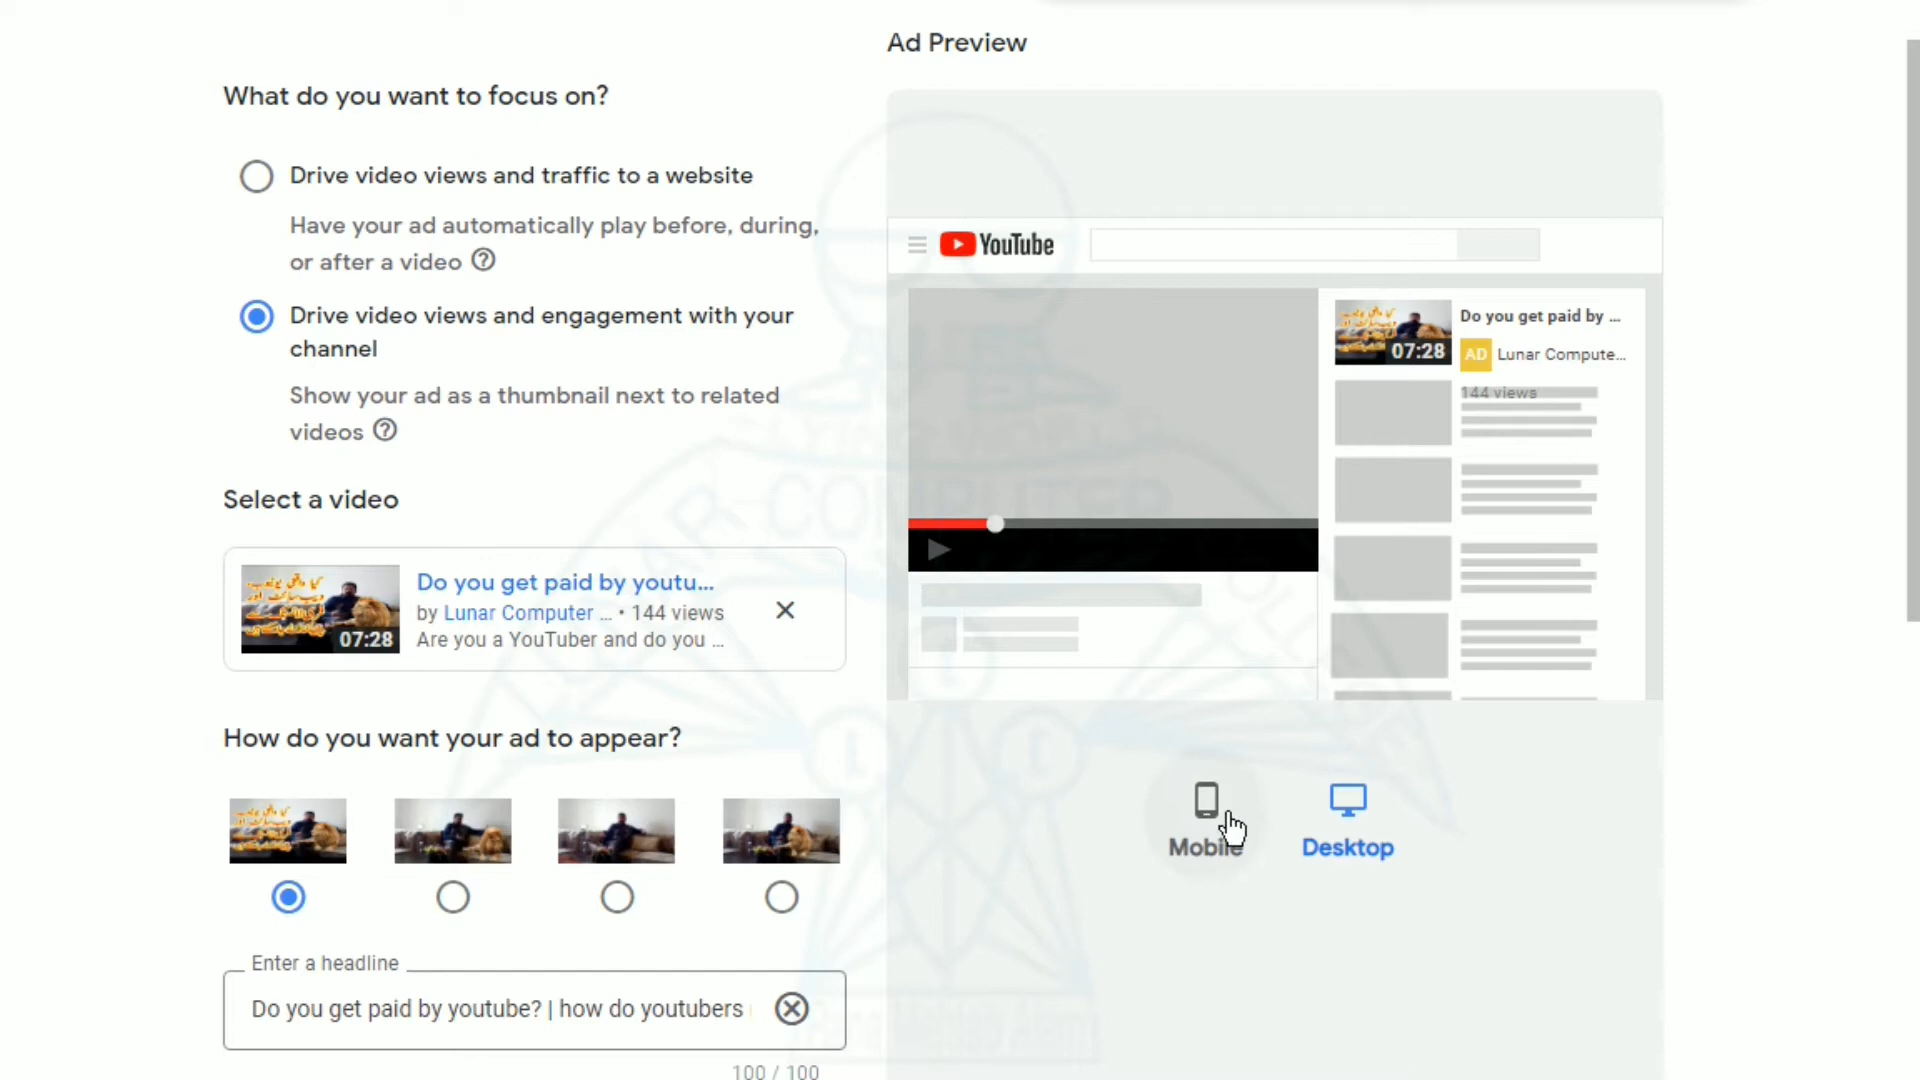 Ad Preview
What do you want to focus on?
Drive video views and traffic to a website
Have your ad automatically play before, during,
or after a video ?
Drive video views and engagement with your
channel
Show your ad as a thumbnail next to related
videos ?
Select a video
07:28
Do you get paid by youtu...
by Lunar Computer ... • 144 views
Are you a YouTuber and do you ...
How do you want your ad to appear?
Enter a headline
Do you get paid by youtube? | how do youtubers
100 / 100
YouTube
07:28
Do you get paid by ...
AD Lunar Compute...
144 views
Mobile
Desktop
LUNAR COMPUTER COLLEGE